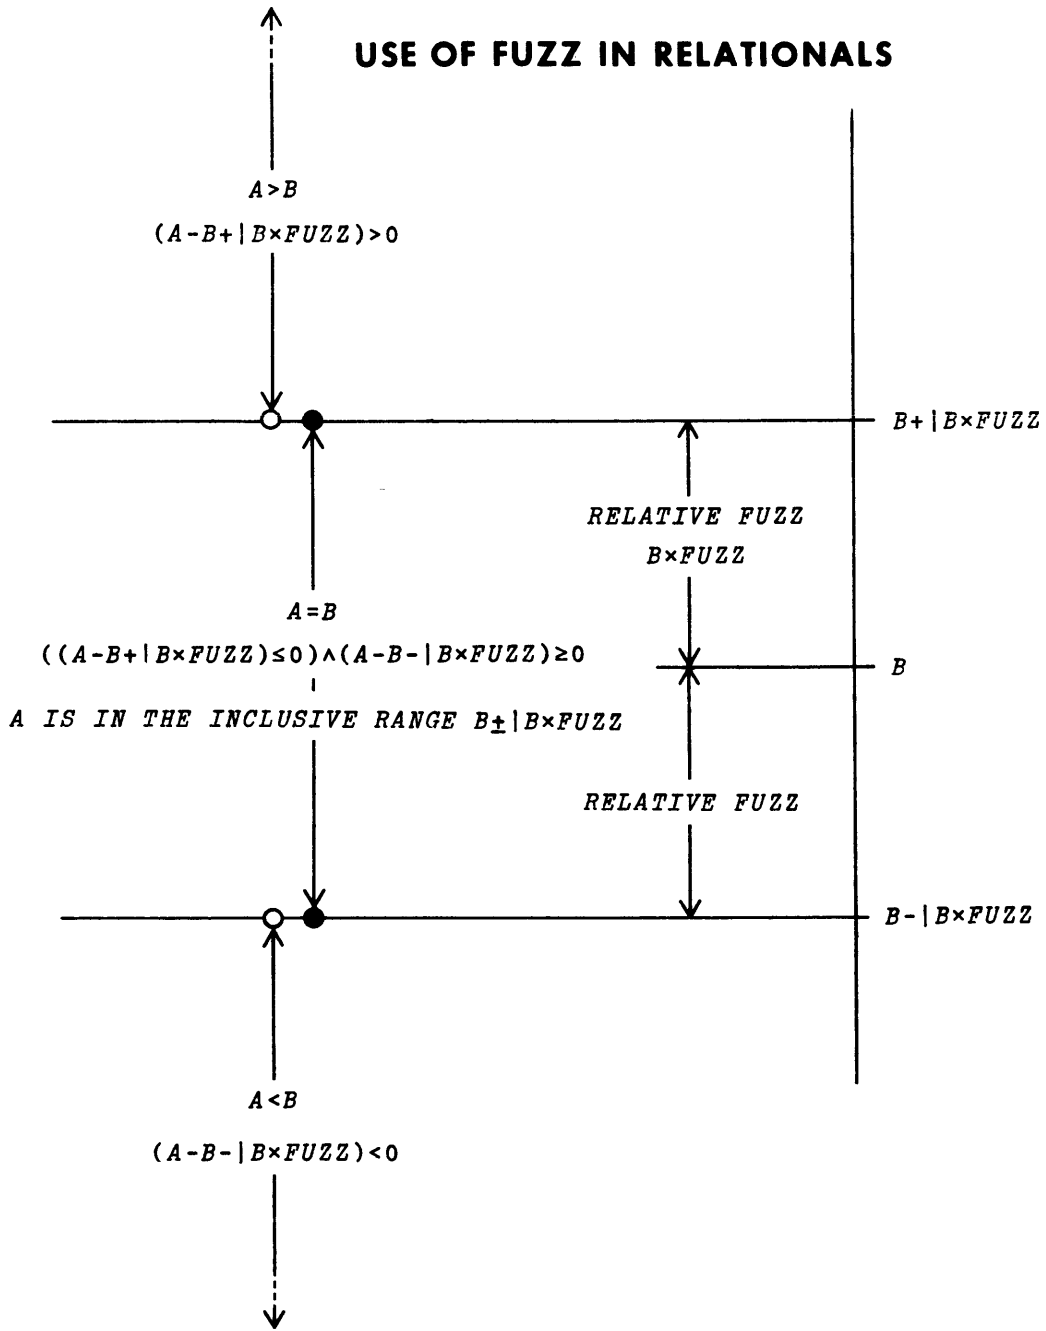 USE OF FUZZ IN RELATIONALS
A>B
(A-B+|B×FUZZ)>0
B+|B×FUZZ
RELATIVE FUZZ
B×FUZZ
A=B
((A-B+|B×FUZZ)≤0)∧(A-B-|B×FUZZ)≥0
B
A IS IN THE INCLUSIVE RANGE B±|B×FUZZ
RELATIVE FUZZ
B-|B×FUZZ
A<B
(A-B-|B×FUZZ)<0